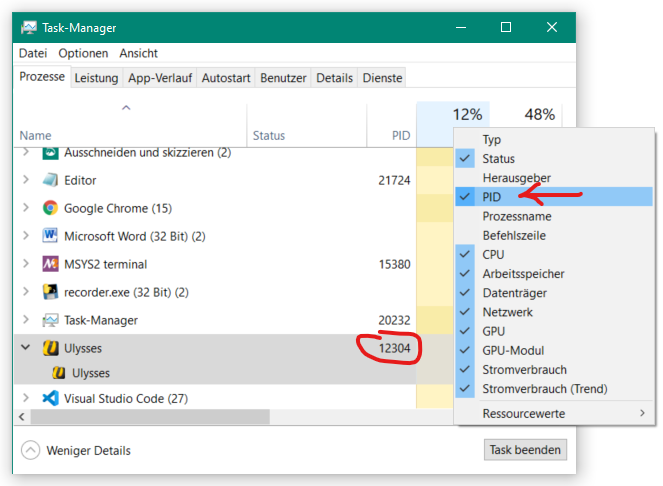 Task-Manager
Datei Optionen Ansicht
Prozesse Leistung App-Verlauf Autostart Benutzer Details Dienste
12% 48%
Name Status PID
Ausschneiden und skizzieren (2)
Editor 21724
Google Chrome (15)
Microsoft Word (32 Bit) (2)
MSYS2 terminal 15380
recorder.exe (32 Bit) (2)
Task-Manager 20232
Ulysses 12304
Ulysses
Visual Studio Code (27)
Typ
Status
Herausgeber
PID
Prozessname
Befehlszeile
CPU
Arbeitsspeicher
Datenträger
Netzwerk
GPU
GPU-Modul
Stromverbrauch
Stromverbrauch (Trend)
Ressourcewerte
Weniger Details Task beenden